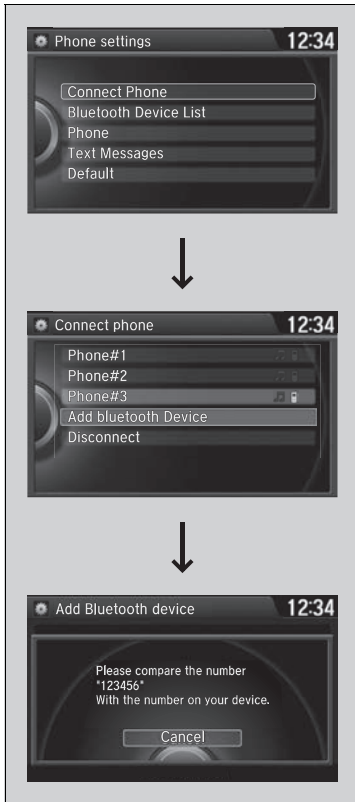 Phone settings
12:34
Connect Phone
Bluetooth Device List
Phone
Text Messages
Default
Connect phone
12:34
Phone#1
Phone#2
Phone#3
Add bluetooth Device
Disconnect
Add Bluetooth device
12:34
Please compare the number
"123456"
With the number on your device.
Cancel